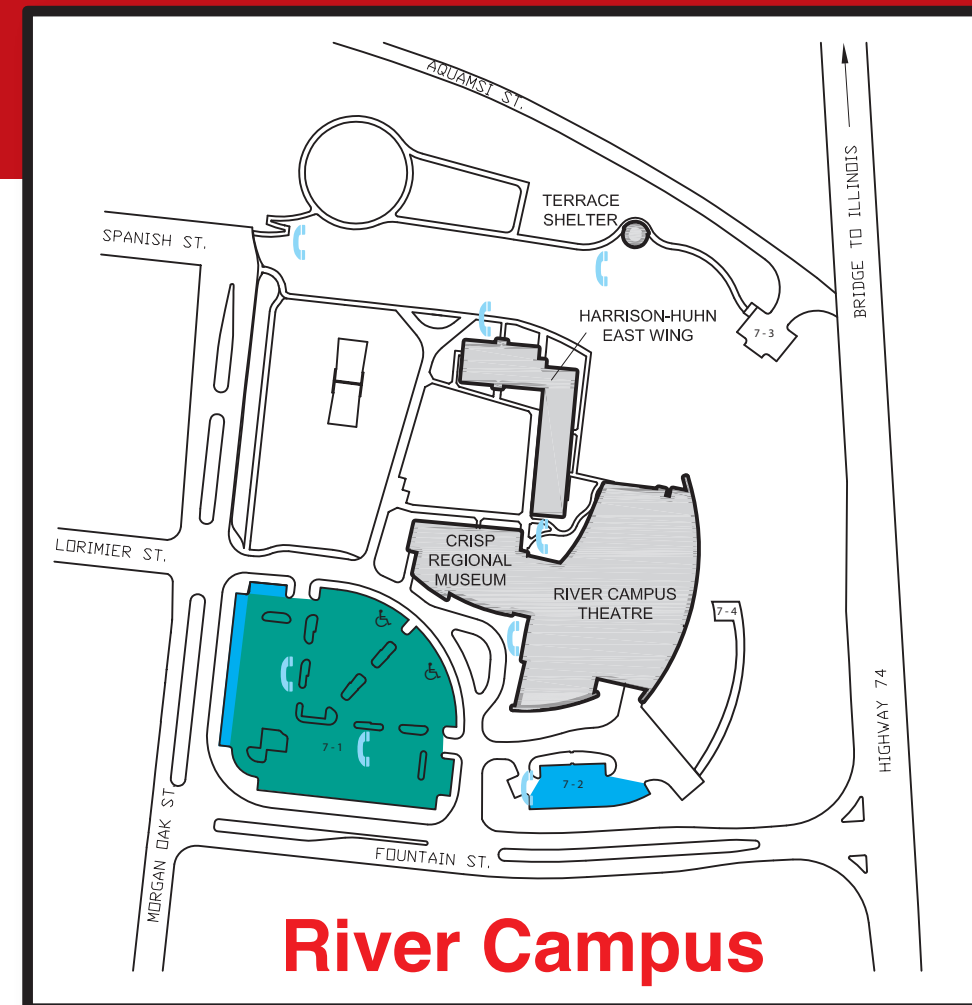 AQUAMSI ST.
TERRACE
SHELTER
SPANISH ST.
BRIDGE TO ILLINOIS
HARRISON-HUHN
EAST WING
7-3
LORIMIER ST.
CRISP
REGIONAL
MUSEUM
RIVER CAMPUS
THEATRE
7-4
HIGHWAY 74
7-1
7-2
MORGAN OAK ST.
FOUNTAIN ST.
River Campus